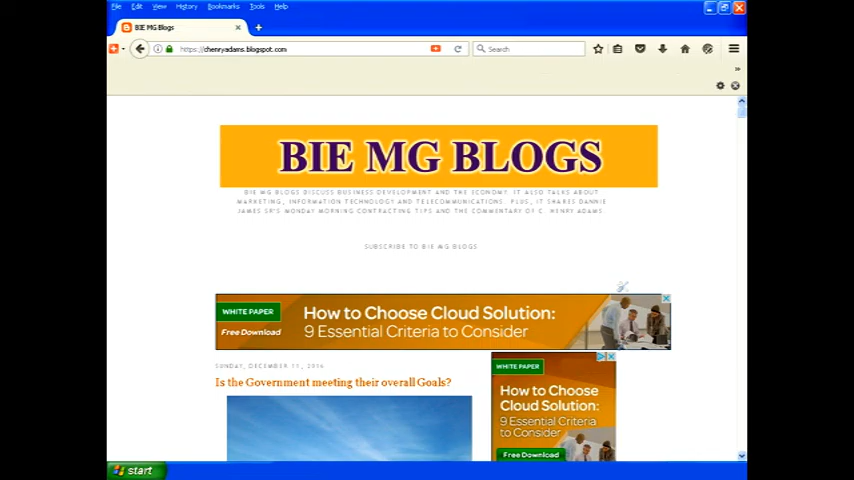 File Edit View History Bookmarks Tools Help
BIE MG Blogs
https://chenryadams.blogspot.com
Search
BIE MG BLOGS
BIE MG BLOGS DISCUSS BUSINESS DEVELOPMENT AND THE ECONOMY. IT ALSO TALKS ABOUT
MARKETING, INFORMATION TECHNOLOGY AND TELECOMMUNICATIONS. PLUS, IT SHARES DANNIE
JAMES SR'S MONDAY MORNING CONTRACTING TIPS AND THE COMMENTARY OF C. HENRY ADAMS
SUBSCRIBE TO BIE MG BLOGS
WHITE PAPER
Free Download
How to Choose Cloud Solution:
9 Essential Criteria to Consider
SUNDAY, DECEMBER 11, 2016
Is the Government meeting their overall Goals?
WHITE PAPER
How to Choose
Cloud Solution:
9 Essential Criteria
to Consider
Free Download
start